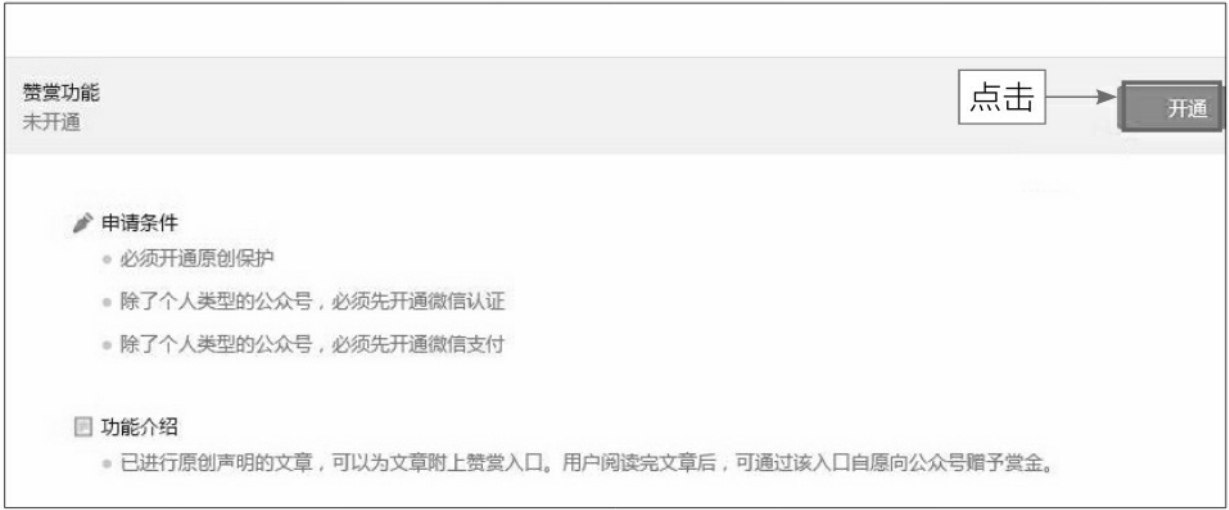 赞赏功能
未开通
点击
开通
申请条件
必须开通原创保护
除了个人类型的公众号，必须先开通微信认证
除了个人类型的公众号，必须先开通微信支付
功能介绍
已进行原创声明的文章，可以为文章附上赞赏入口。用户阅读完文章后，可通过该入口自愿向公众号赠予赏金。